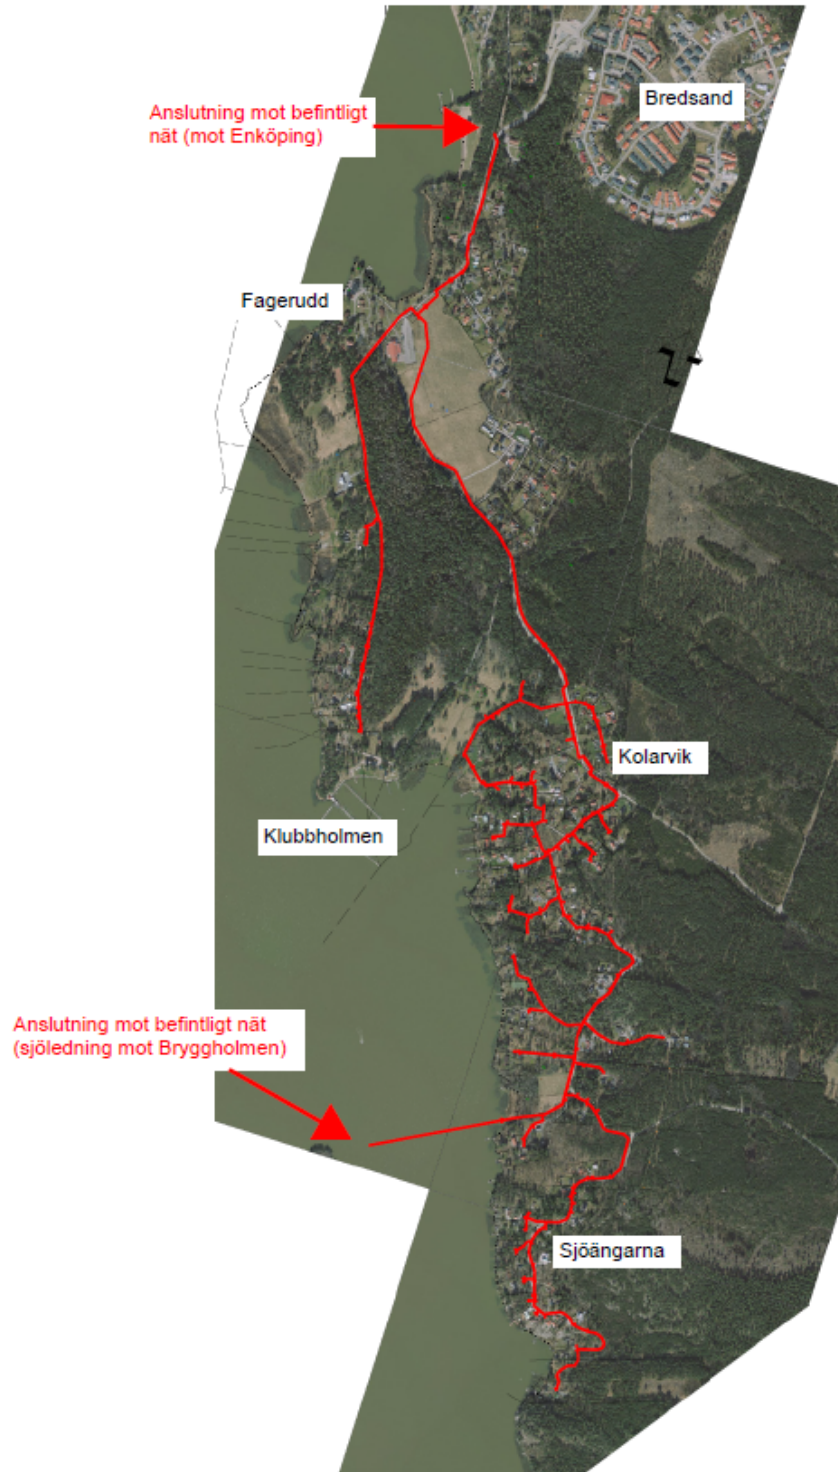 Bredsand
Anslutning mot befintligt
nät (mot Enköping)
Fagerudd
Kolarvik
Klubbholmen
Anslutning mot befintligt nät
(sjöledning mot Bryggholmen)
Sjöängarna